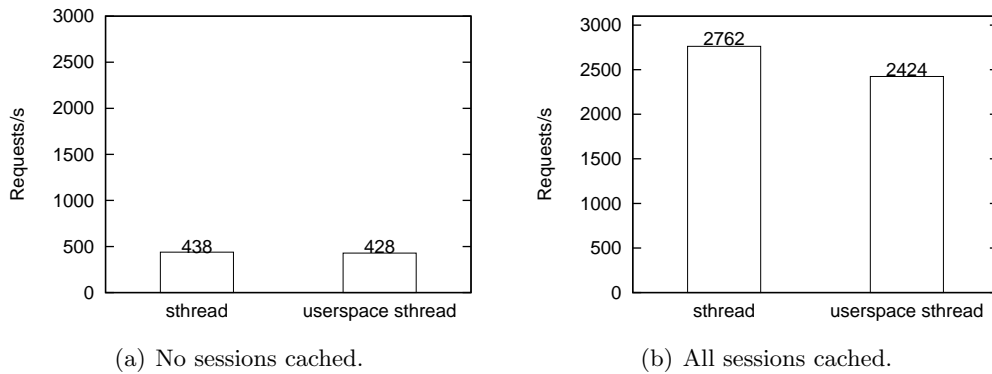 3000
2500
2000
1500
1000
500
0
Requests/s
438
428
sthread
userspace sthread
(a) No sessions cached.
3000
2500
2000
1500
1000
500
0
Requests/s
2762
2424
sthread
userspace sthread
(b) All sessions cached.